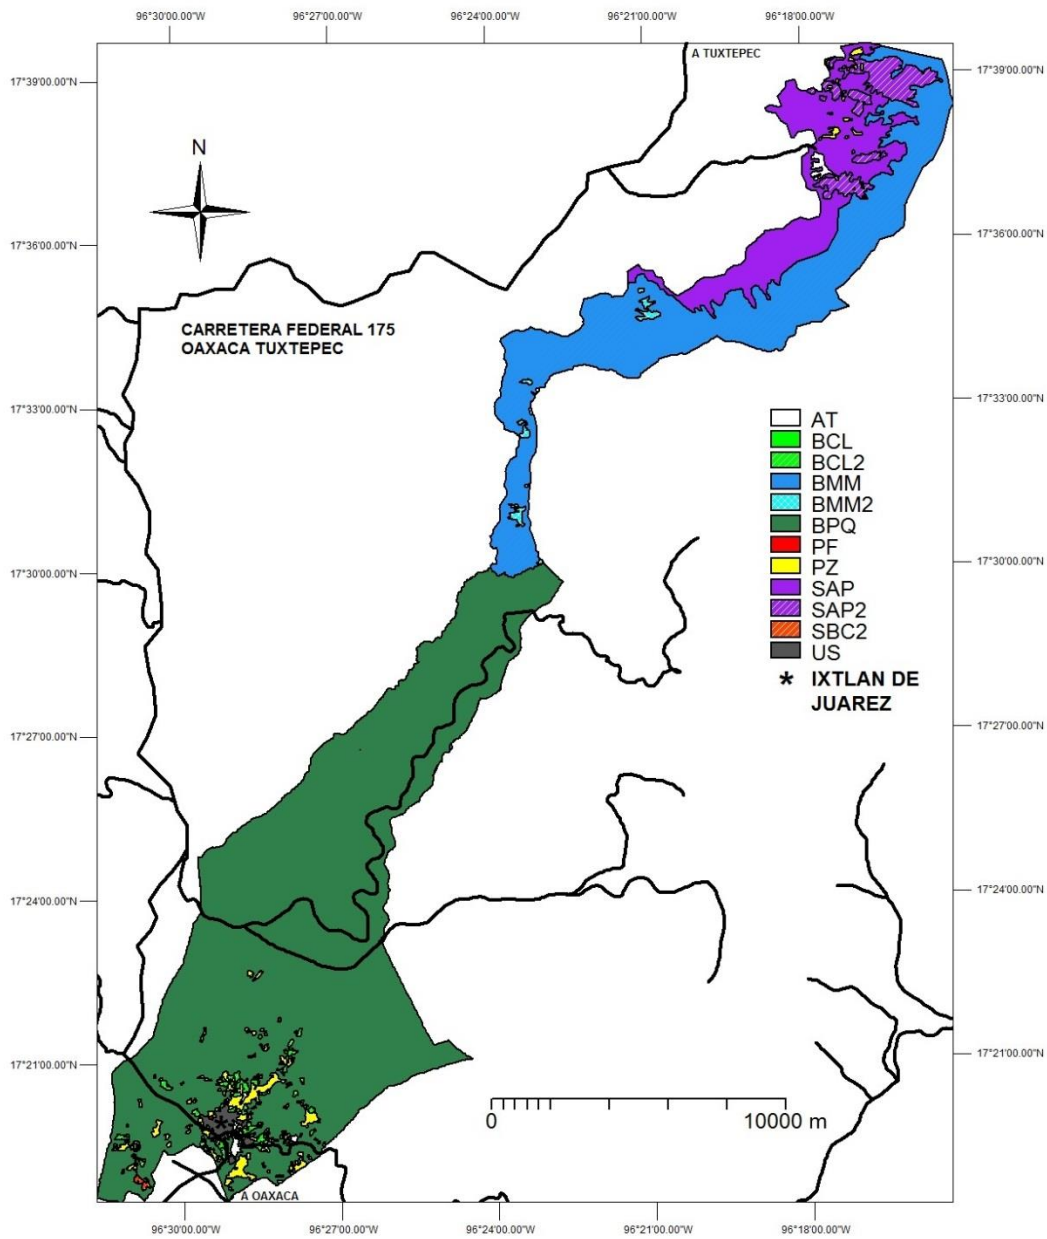 96°30'00.00"W 96°27'00.00"W 96°24'00.00"W 96°21'00.00"W 96°18'00.00"W
A TUXTEPEC
17°39'00.00"N 17°39'00.00"N
N
17°36'00.00"N 17°36'00.00"N
CARRETERA FEDERAL 175
OAXACA TUXTEPEC
17°33'00.00"N 17°33'00.00"N
AT
BCL
BCL2
BMM
BMM2
BPQ
PF
PZ
SAP
SAP2
SBC2
US
* IXTLAN DE
JUAREZ
17°30'00.00"N 17°30'00.00"N
17°27'00.00"N 17°27'00.00"N
17°24'00.00"N 17°24'00.00"N
17°21'00.00"N 17°21'00.00"N
*
0 10000 m
A OAXACA
96°30'00.00"W 96°27'00.00"W 96°24'00.00"W 96°21'00.00"W 96°18'00.00"W